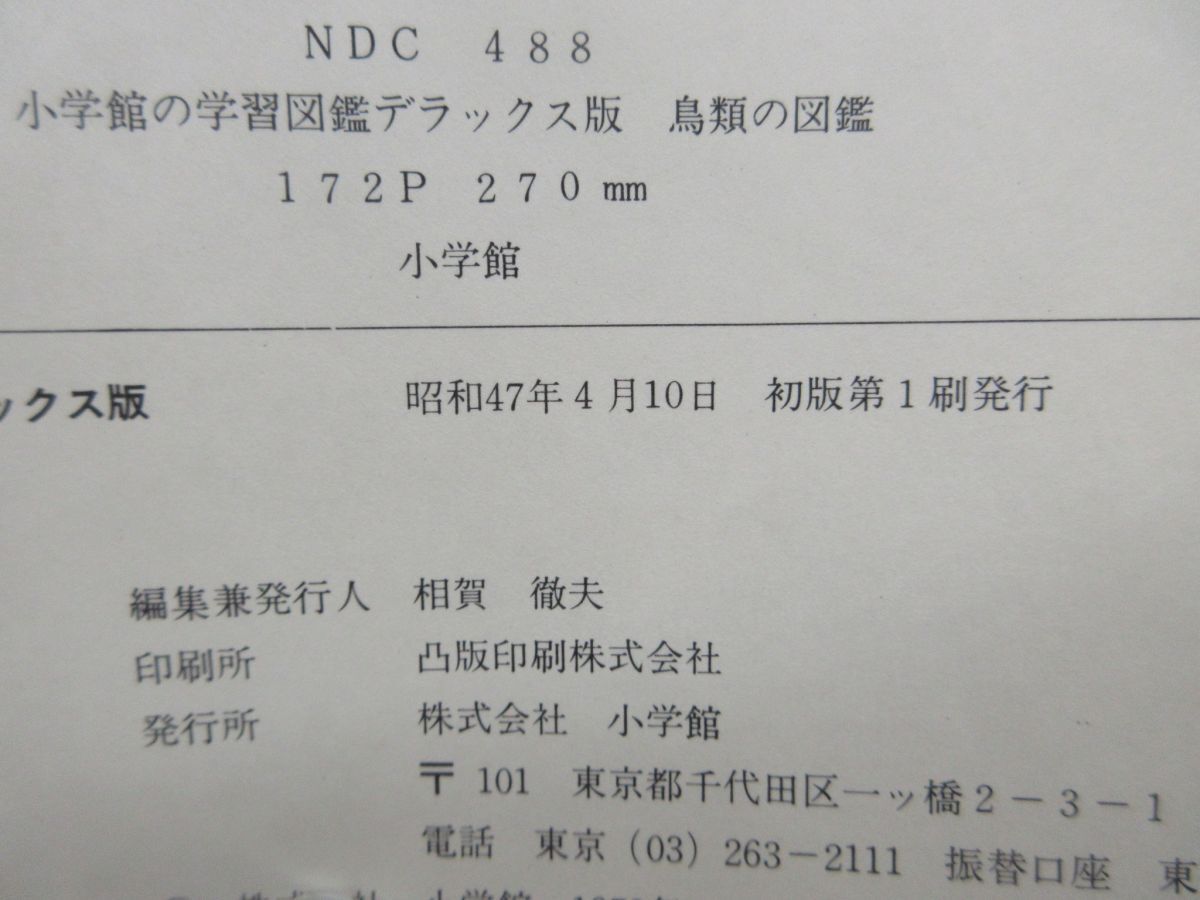 NDC 488
小学館の学習図鑑デラックス版 鳥類の図鑑
172P 270㎜
小学館
ックス版 昭和47年4月10日 初版第1刷発行
編集兼発行人 相賀 徹夫
印刷所 凸版印刷株式会社
発行所 株式会社 小学館
〒101 東京都千代田区一ッ橋2-3-1
電話 東京(03)263-2111 振替口座 東
小学館